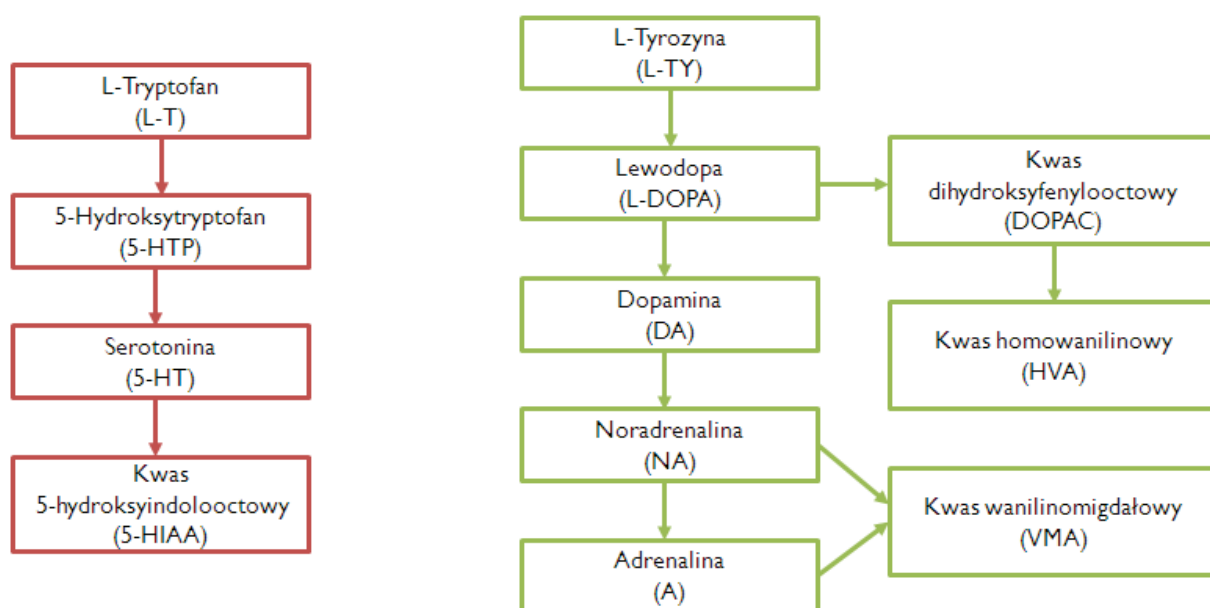 L-Tryptofan
(L-T)
5-Hydroksytryptofan
(5-HTP)
Serotonina
(5-HT)
Kwas
5-hydroksyindolooctowy
(5-HIAA)
L-Tyrozyna
(L-TY)
Lewodopa
(L-DOPA)
Dopamina
(DA)
Noradrenalina
(NA)
Adrenalina
(A)
Kwas
dihydroksyfenylooctowy
(DOPAC)
Kwas homowanilinowy
(HVA)
Kwas wanilinomigdałowy
(VMA)